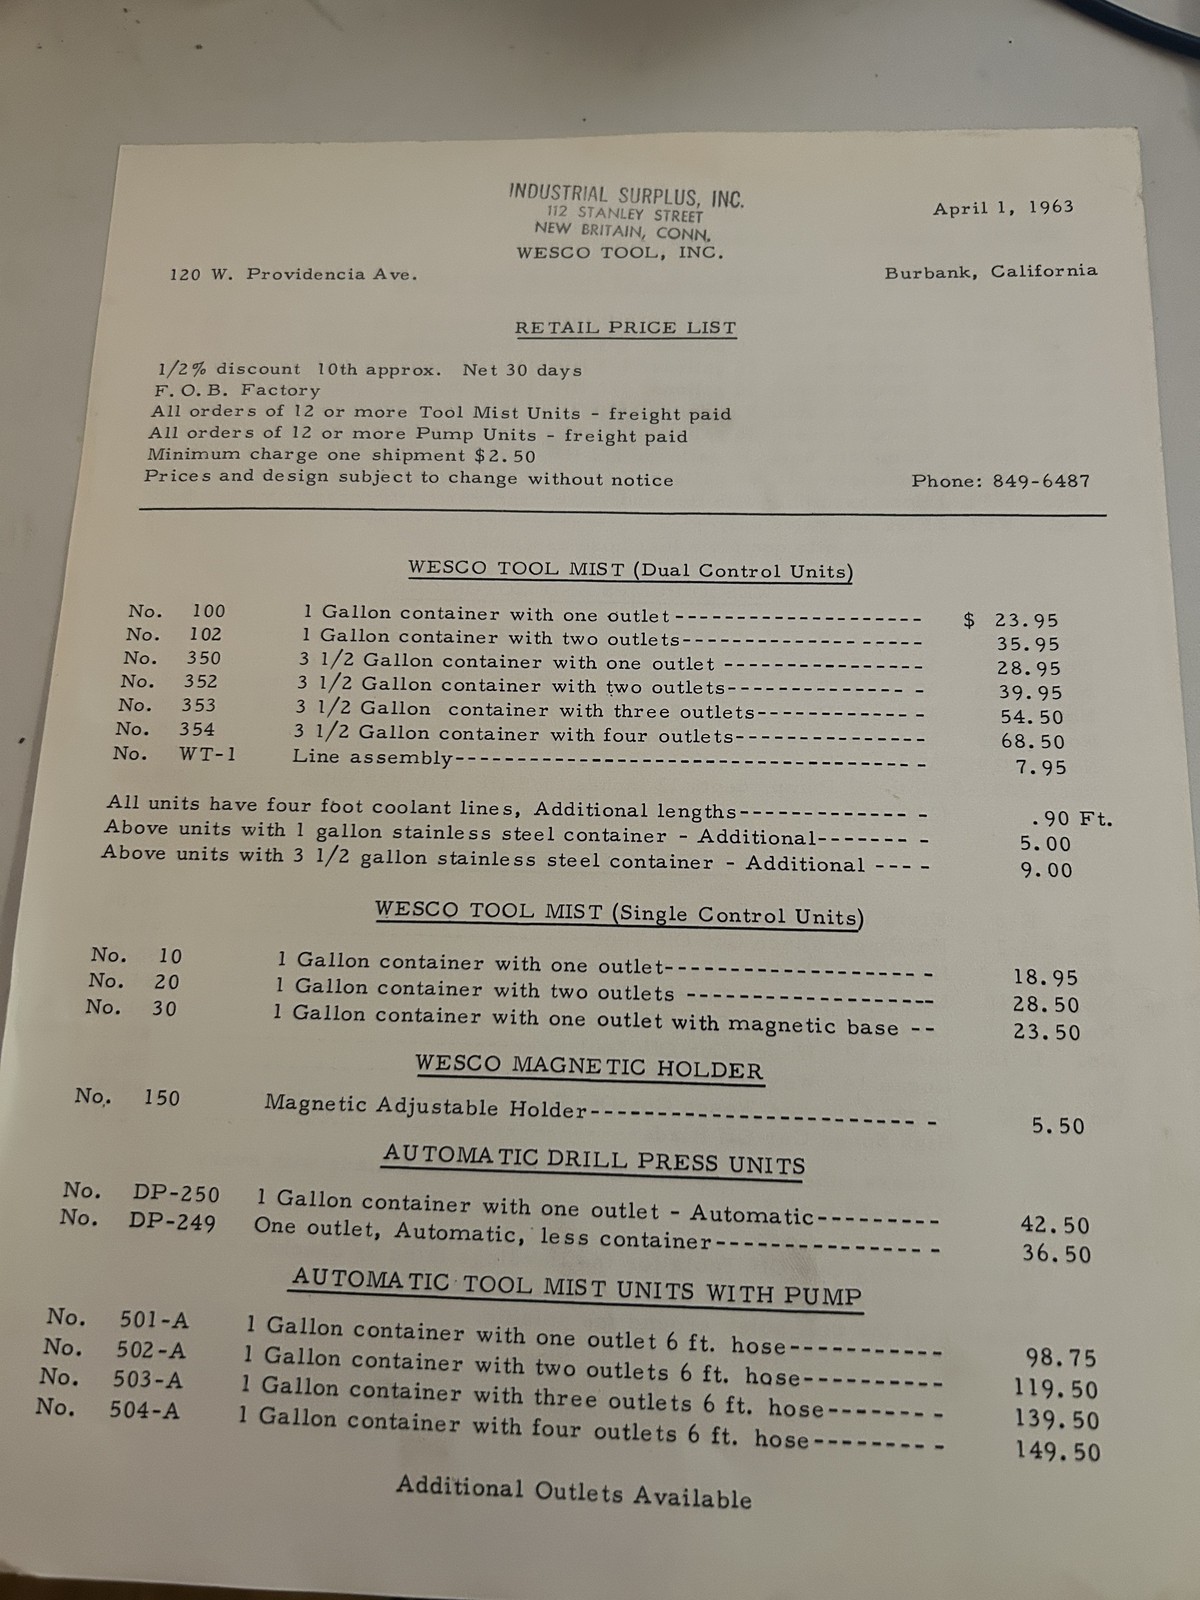 INDUSTRIAL SURPLUS, INC.
112 STANLEY STREET
NEW BRITAIN, CONN.
April 1, 1963
WESCO TOOL, INC.
120 W. Providencia Ave. Burbank, California
RETAIL PRICE LIST
1/2% discount 10th approx. Net 30 days
F.O.B. Factory
All orders of 12 or more Tool Mist Units - freight paid
All orders of 12 or more Pump Units - freight paid
Minimum charge one shipment $2.50
Prices and design subject to change without notice Phone: 849-6487
WESCO TOOL MIST (Dual Control Units)
No. 100 1 Gallon container with one outlet--------------------- $ 23.95
No. 102 1 Gallon container with two outlets------------------- 35.95
No. 350 3 1/2 Gallon container with one outlet ---------------- 28.95
No. 352 3 1/2 Gallon container with two outlets-------------- - 39.95
No. 353 3 1/2 Gallon container with three outlets------------ - 54.50
No. 354 3 1/2 Gallon container with four outlets--------------- 68.50
No. WT-1 Line assembly------------------------------------- - 7.95
All units have four foot coolant lines, Additional lengths------------ - .90 Ft.
Above units with 1 gallon stainless steel container - Additional------- - 5.00
Above units with 3 1/2 gallon stainless steel container - Additional ---- 9.00
WESCO TOOL MIST (Single Control Units)
No. 10 1 Gallon container with one outlet-------------------- - 18.95
No. 20 1 Gallon container with two outlets ------------------- 28.50
No. 30 1 Gallon container with one outlet with magnetic base -- 23.50
WESCO MAGNETIC HOLDER
No. 150 Magnetic Adjustable Holder------------------------- - 5.50
AUTOMATIC DRILL PRESS UNITS
No. DP-250 1 Gallon container with one outlet - Automatic--------- 42.50
No. DP-249 One outlet, Automatic, less container---------------- - 36.50
AUTOMATIC TOOL MIST UNITS WITH PUMP
No. 501-A 1 Gallon container with one outlet 6 ft. hose----------- 98.75
No. 502-A 1 Gallon container with two outlets 6 ft. hose---------- 119.50
No. 503-A 1 Gallon container with three outlets 6 ft. hose-------- - 139.50
No. 504-A 1 Gallon container with four outlets 6 ft. hose--------- - 149.50
Additional Outlets Available